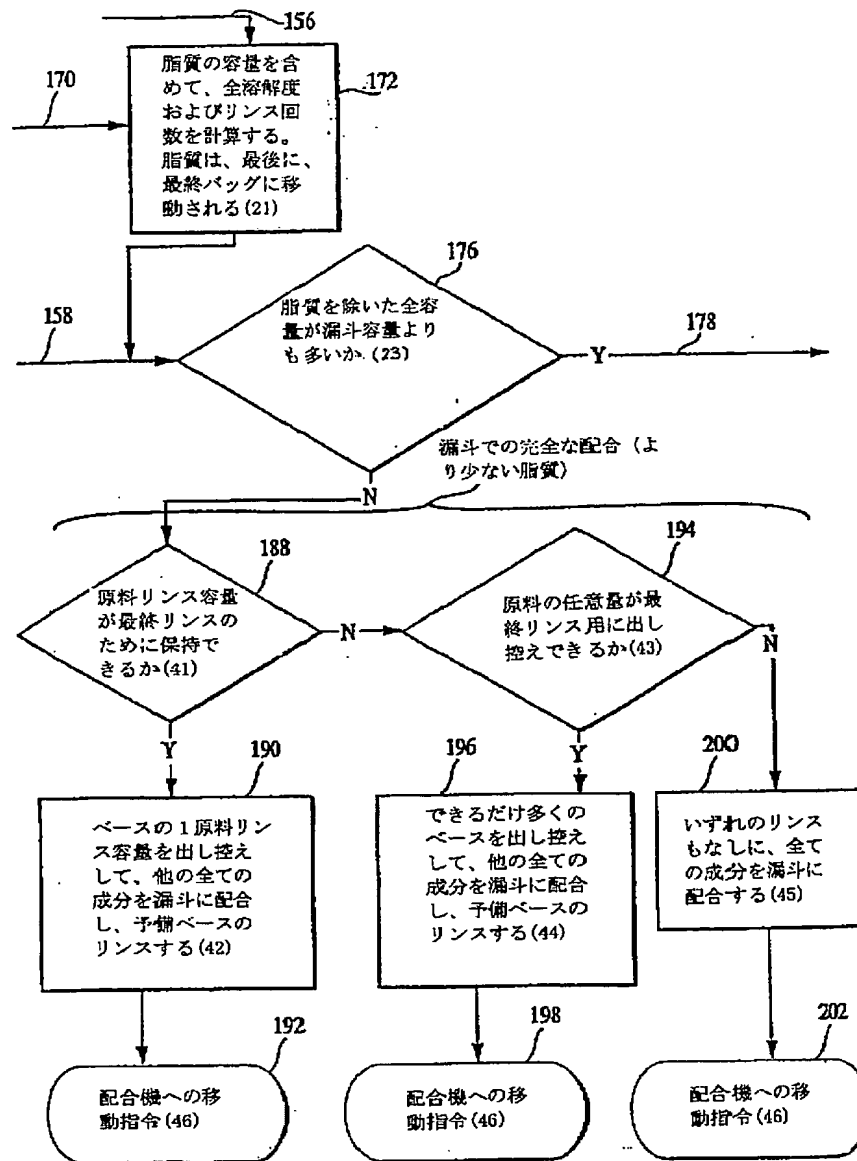 156
170
脂質の容量を含
めて、全溶解度
およびリンス回
数を計算する。
脂質は、最後に、
最終バッグに移
動される(21)
172
176
脂質を除いた全容
量が漏斗容量より
も多いか.(23)
158
Y
178
漏斗での完全な配合（よ
り少ない脂質）
N
188
原料リンス容量
が最終リンスの
ために保持で
きるか(41)
N
194
原料の任意量が最
終リンス用に出し
控えできるか(43)
N
Y
190
Y
196
200
ベースの１原料リン
ス容量を出し控え
して、他の全ての
成分を漏斗に配合
し、予備ベースの
リンスする(42)
できるだけ多くの
ベースを出し控え
して、他の全ての
成分を漏斗に配合
し、予備ベースの
リンスする(44)
いずれのリンス
もなしに、全て
の成分を漏斗に
配合する(45)
192
配合機への移
動指令(46)
198
配合機への移
動指令(46)
202
配合機への移
動指令(46)